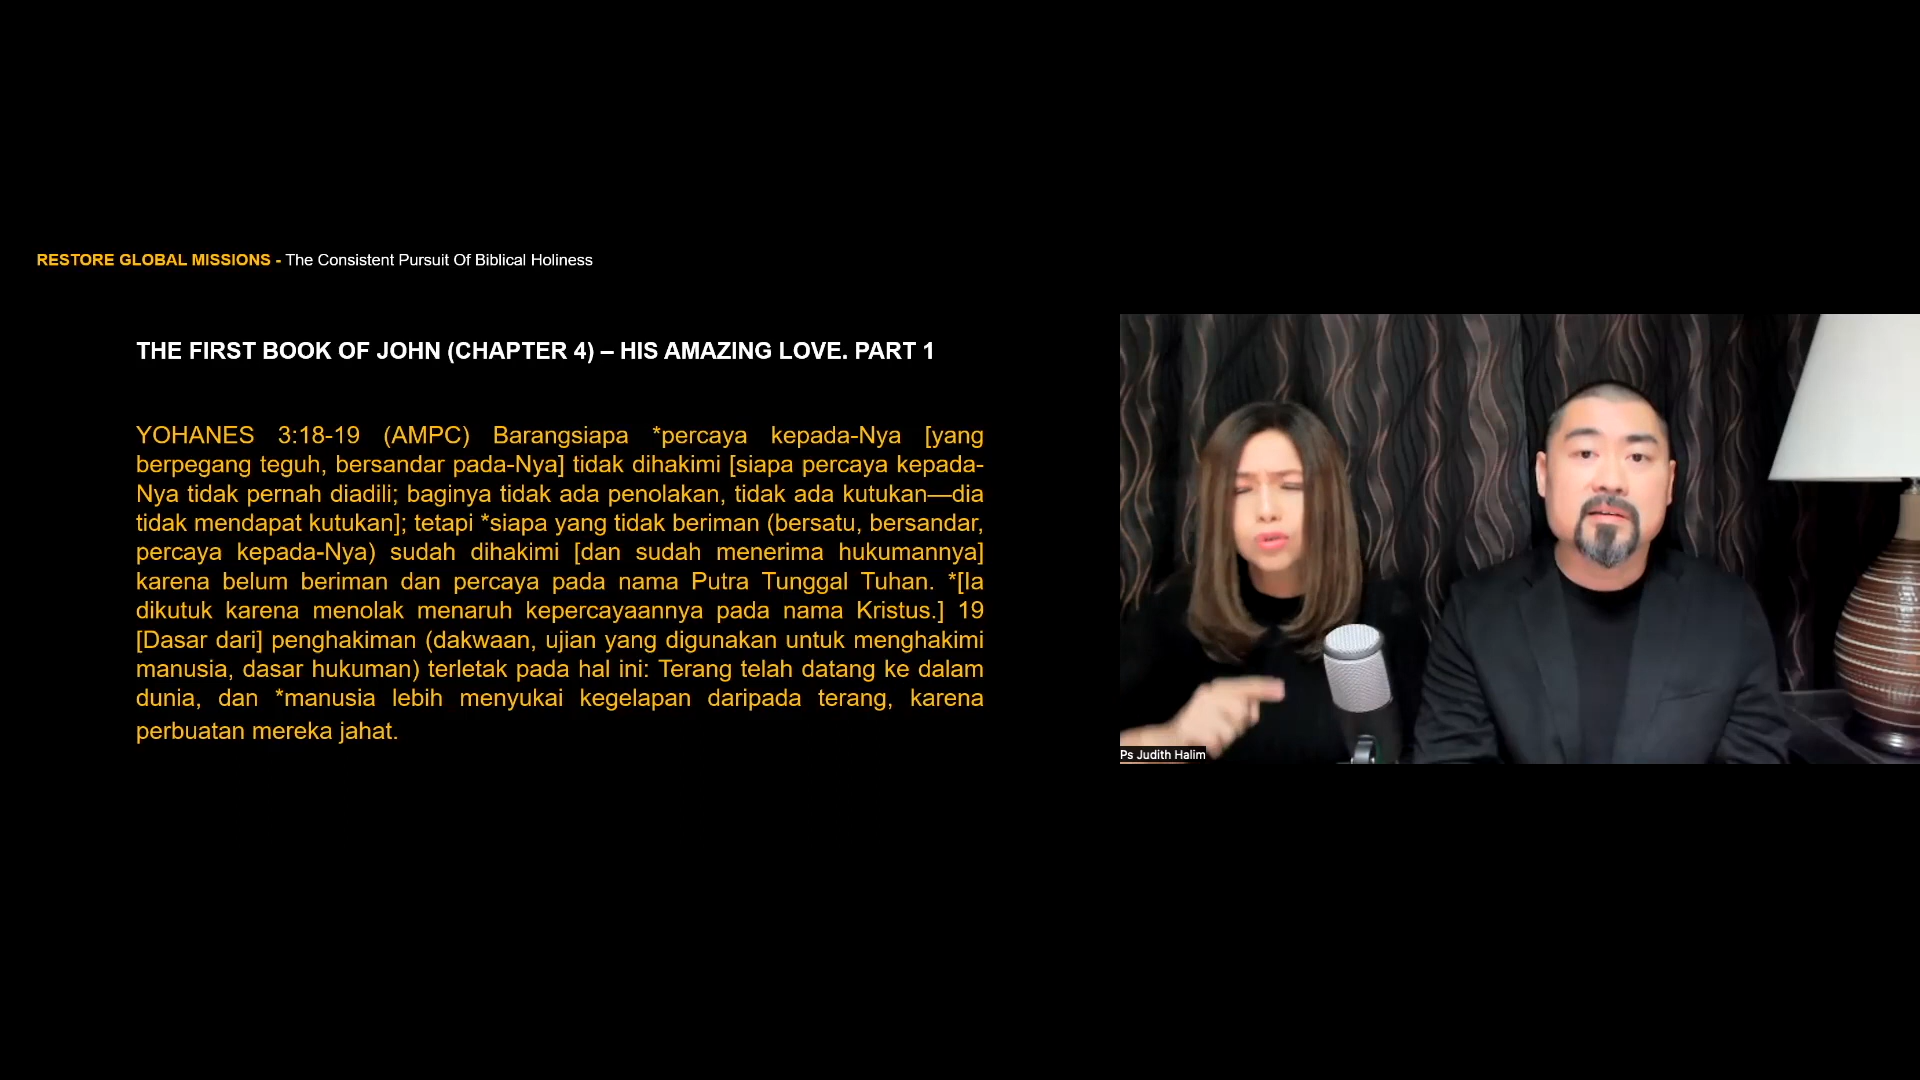 RESTORE GLOBAL MISSIONS - The Consistent Pursuit Of Biblical Holiness
THE FIRST BOOK OF JOHN (CHAPTER 4) – HIS AMAZING LOVE. PART 1
YOHANES 3:18-19 (AMPC) Barangsiapa *percaya kepada-Nya [yang
berpegang teguh, bersandar pada-Nya] tidak dihakimi [siapa percaya kepada-
Nya tidak pernah diadili; baginya tidak ada penolakan, tidak ada kutukan—dia
tidak mendapat kutukan]; tetapi *siapa yang tidak beriman (bersatu, bersandar,
percaya kepada-Nya) sudah dihakimi [dan sudah menerima hukumannya]
karena belum beriman dan percaya pada nama Putra Tunggal Tuhan. *[Ia
dikutuk karena menolak menaruh kepercayaannya pada nama Kristus.] 19
[Dasar dari] penghakiman (dakwaan, ujian yang digunakan untuk menghakimi
manusia, dasar hukuman) terletak pada hal ini: Terang telah datang ke dalam
dunia, dan *manusia lebih menyukai kegelapan daripada terang, karena
perbuatan mereka jahat.
Ps Judith Halim